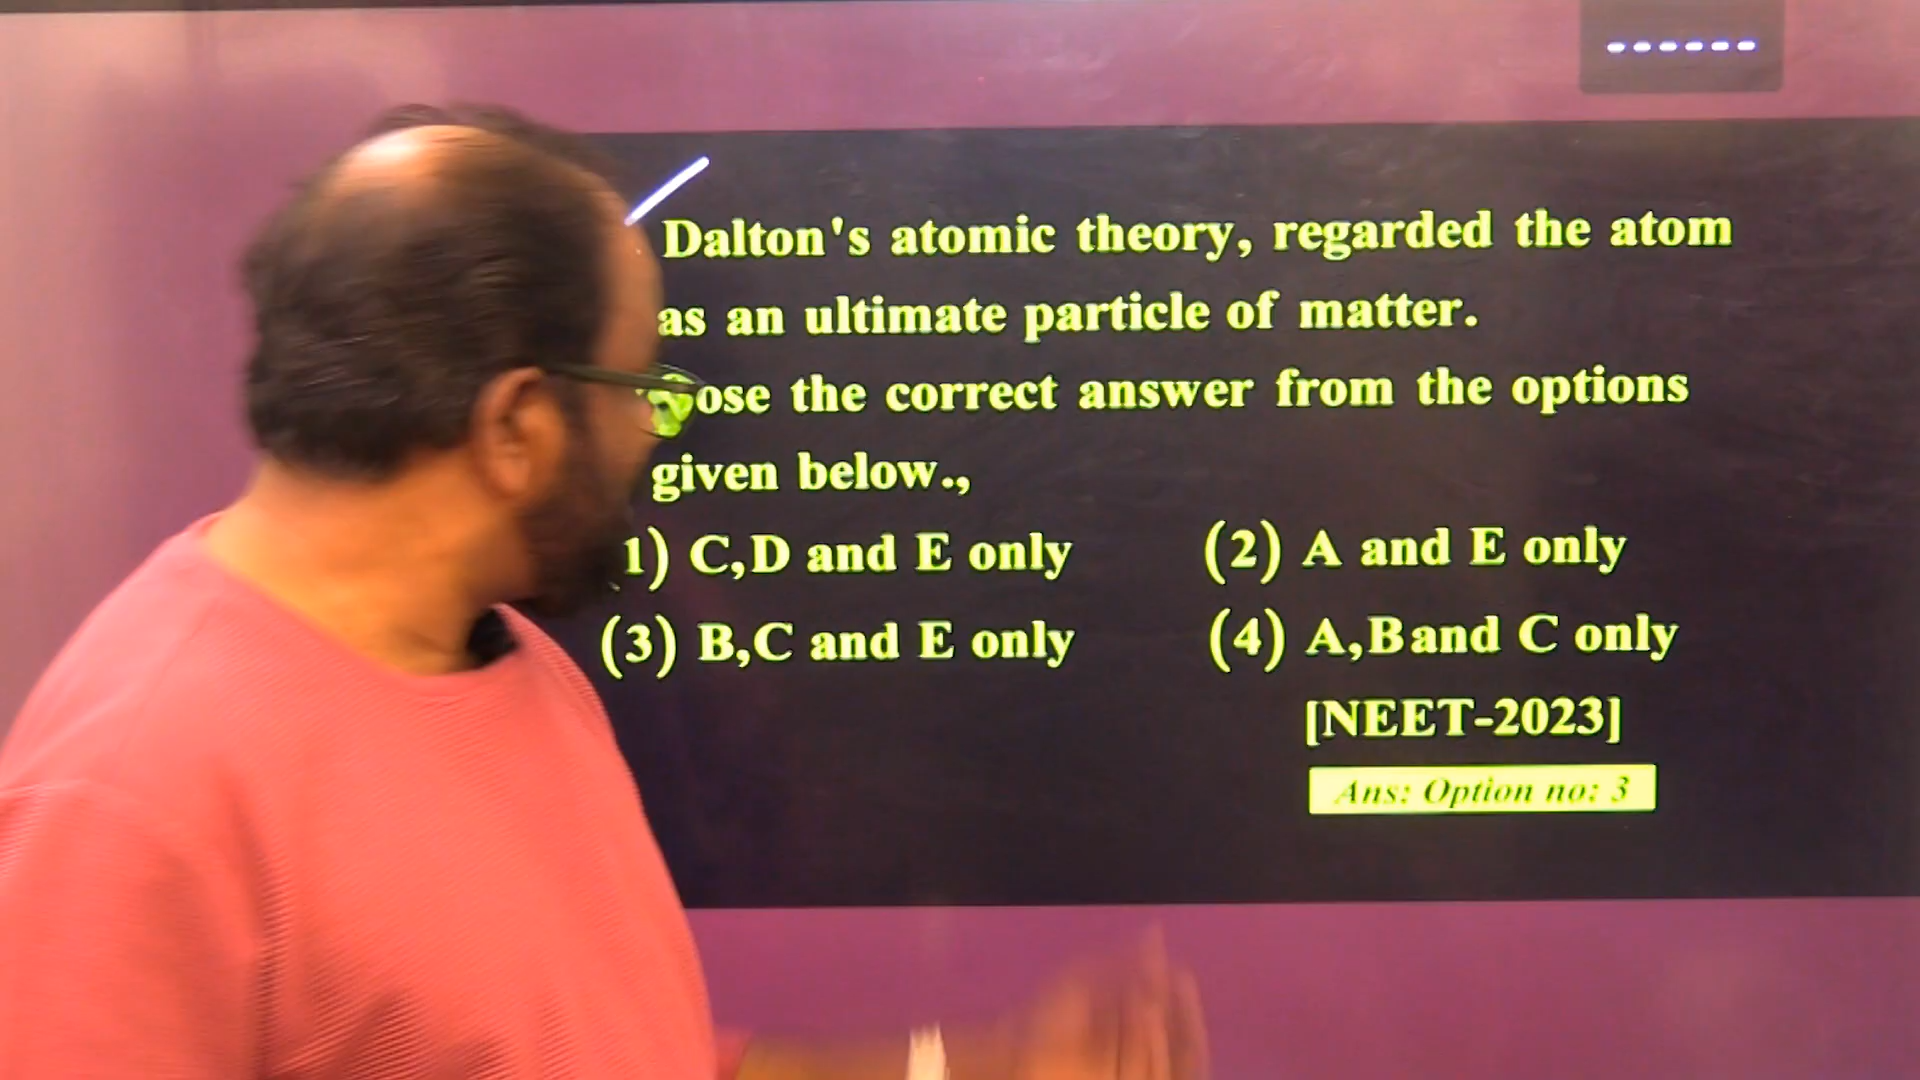 Dalton's atomic theory, regarded the atom
as an ultimate particle of matter.
the correct answer from the options
given below.,
1) C,D and E only (2) A and E only
(3) B,C and E only (4) A,Band C only
[NEET-2023]
Ans: Option no: 3